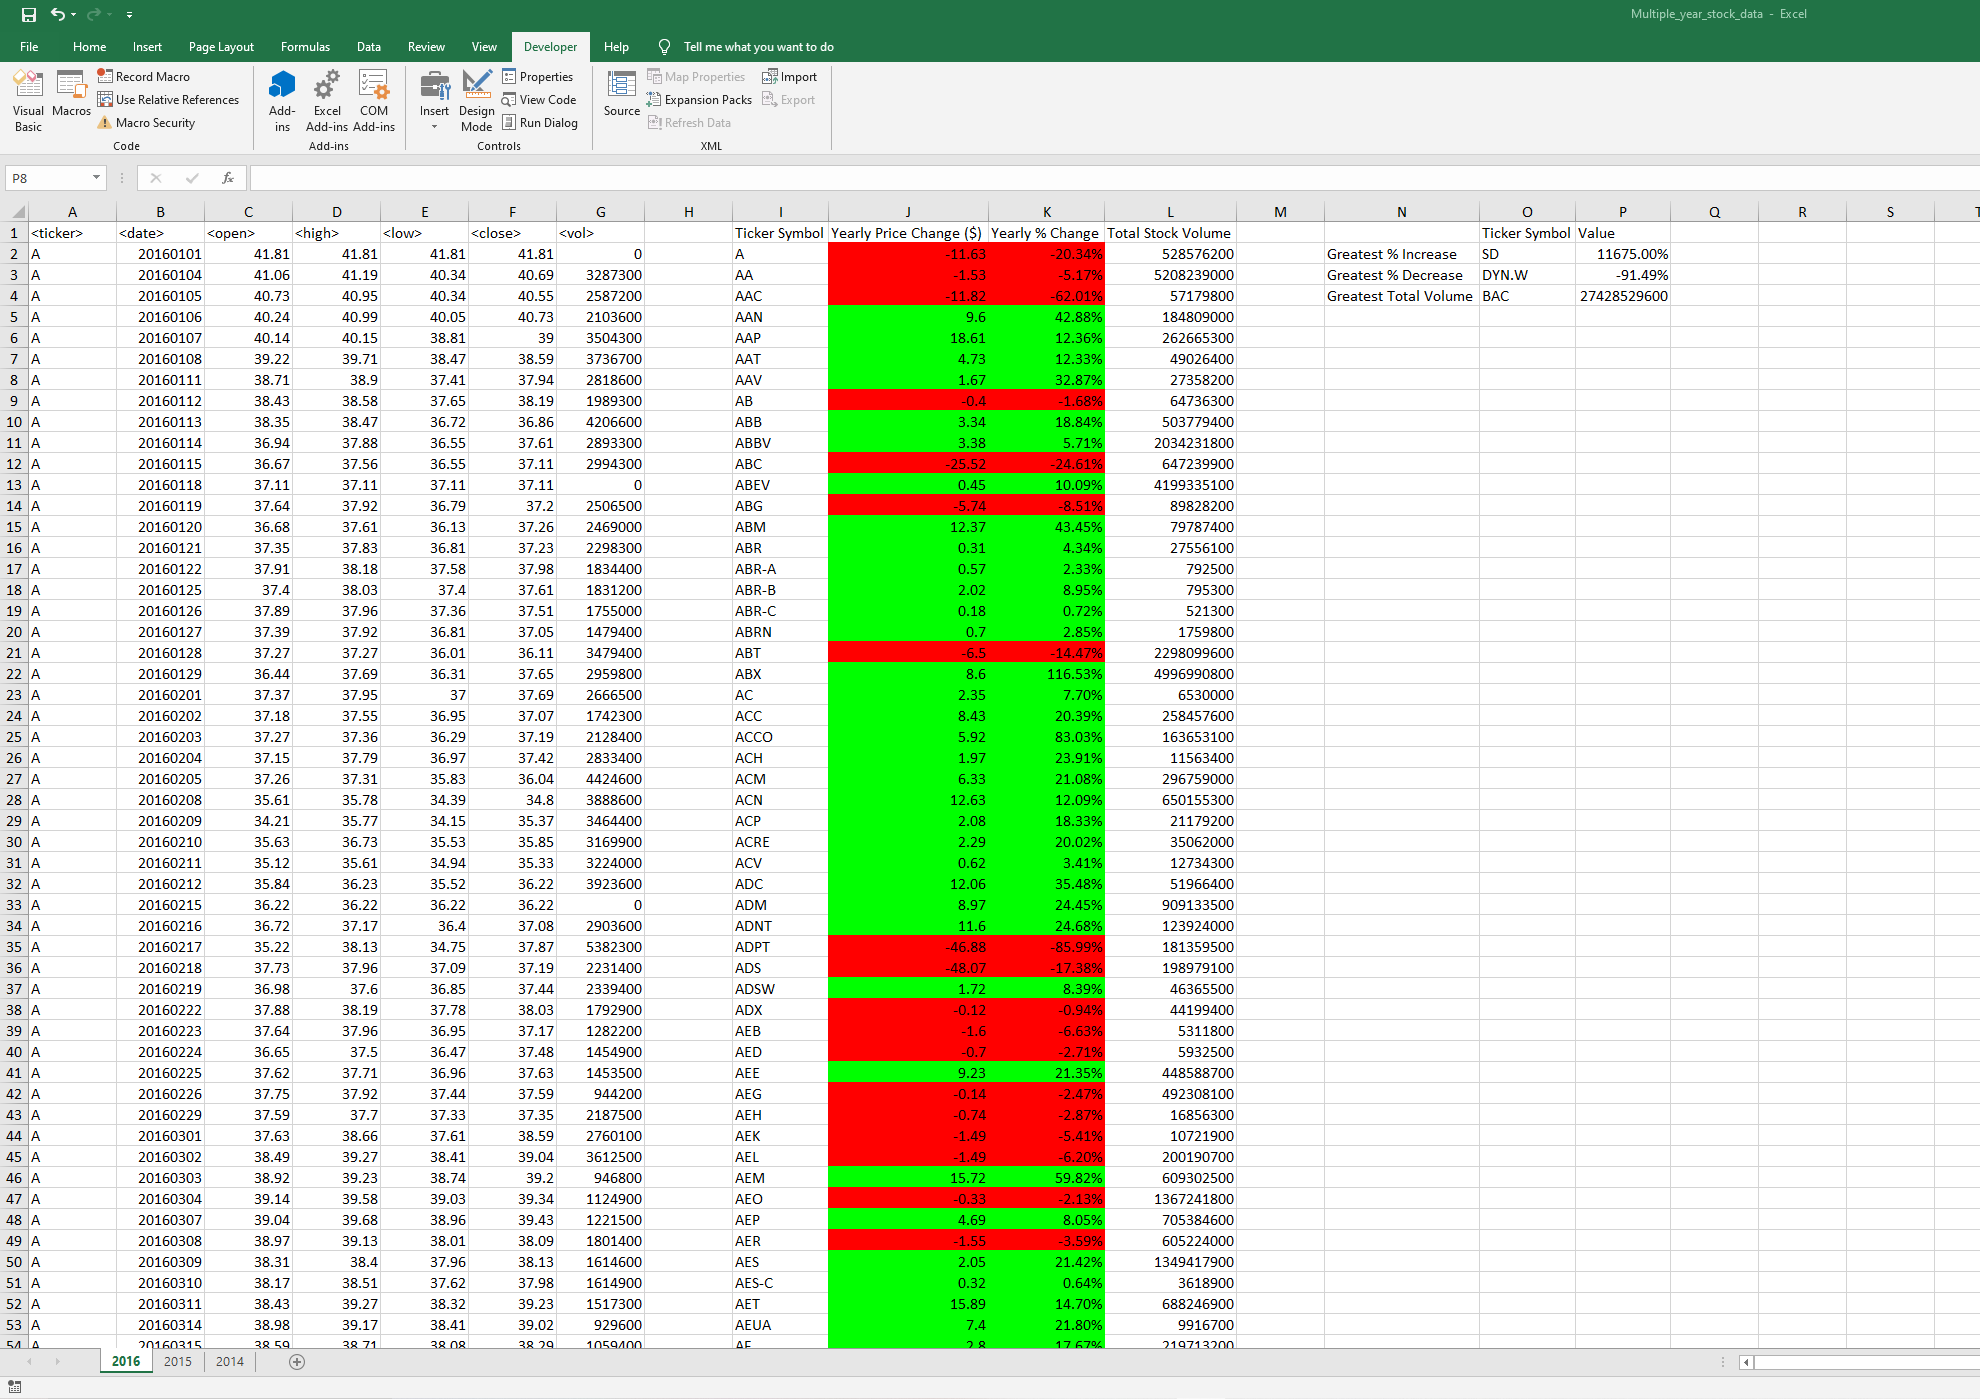 Multiple_year_stock_data - Excel
File Home Insert Page Layout Formulas Data Review View Developer Help Tell me what you want to do
Visual Basic Macros Record Macro Use Relative References Macro Security Code
Add-ins Excel Add-ins COM Add-ins Add-ins
Insert Design Mode Properties View Code Run Dialog Controls
Source Map Properties Expansion Packs Refresh Data Import Export XML
P8 fx
A B C D E F G H I J K L M N O P Q R S T
1 <ticker> <date> <open> <high> <low> <close> <vol> Ticker Symbol Yearly Price Change ($) Yearly % Change Total Stock Volume Ticker Symbol Value
2 A 20160101 41.81 41.81 41.81 41.81 0 A -11.63 -20.34% 528576200 Greatest % Increase SD 11675.00%
3 A 20160104 41.06 41.19 40.34 40.69 3287300 AA -1.53 -5.17% 5208239000 Greatest % Decrease DYN.W -91.49%
4 A 20160105 40.73 40.95 40.34 40.55 2587200 AAC -11.82 -62.01% 57179800 Greatest Total Volume BAC 27428529600
5 A 20160106 40.24 40.99 40.05 40.73 2103600 AAN 9.6 42.88% 184809000
6 A 20160107 40.14 40.15 38.81 39 3504300 AAP 18.61 12.36% 262665300
7 A 20160108 39.22 39.71 38.47 38.59 3736700 AAT 4.73 12.33% 49026400
8 A 20160111 38.71 38.9 37.41 37.94 2818600 AAV 1.67 32.87% 27358200
9 A 20160112 38.43 38.58 37.65 38.19 1989300 AB -0.4 -1.68% 64736300
10 A 20160113 38.35 38.47 36.72 36.86 4206600 ABB 3.34 18.84% 503779400
11 A 20160114 36.94 37.88 36.55 37.61 2893300 ABBV 3.38 5.71% 2034231800
12 A 20160115 36.67 37.56 36.55 37.11 2994300 ABC -25.52 -24.61% 647239900
13 A 20160118 37.11 37.11 37.11 37.11 0 ABEV 0.45 10.09% 4199335100
14 A 20160119 37.64 37.92 36.79 37.2 2506500 ABG -5.74 -8.51% 89828200
15 A 20160120 36.68 37.61 36.13 37.26 2469000 ABM 12.37 43.45% 79787400
16 A 20160121 37.35 37.83 36.81 37.23 2298300 ABR 0.31 4.34% 27556100
17 A 20160122 37.91 38.18 37.58 37.98 1834400 ABR-A 0.57 2.33% 792500
18 A 20160125 37.4 38.03 37.4 37.61 1831200 ABR-B 2.02 8.95% 795300
19 A 20160126 37.89 37.96 37.36 37.51 1755000 ABR-C 0.18 0.72% 521300
20 A 20160127 37.39 37.92 36.81 37.05 1479400 ABRN 0.7 2.85% 1759800
21 A 20160128 37.27 37.27 36.01 36.11 3479400 ABT -6.5 -14.47% 2298099600
22 A 20160129 36.44 37.69 36.31 37.65 2959800 ABX 8.6 116.53% 4996990800
23 A 20160201 37.37 37.95 37 37.69 2666500 AC 2.35 7.70% 6530000
24 A 20160202 37.18 37.55 36.95 37.07 1742300 ACC 8.43 20.39% 258457600
25 A 20160203 37.27 37.36 36.29 37.19 2128400 ACCO 5.92 83.03% 163653100
26 A 20160204 37.15 37.79 36.97 37.42 2833400 ACH 1.97 23.91% 11563400
27 A 20160205 37.26 37.31 35.83 36.04 4424600 ACM 6.33 21.08% 296759000
28 A 20160208 35.61 35.78 34.39 34.8 3888600 ACN 12.63 12.09% 650155300
29 A 20160209 34.21 35.77 34.15 35.37 3464400 ACP 2.08 18.33% 21179200
30 A 20160210 35.63 36.73 35.53 35.85 3169900 ACRE 2.29 20.02% 35062000
31 A 20160211 35.12 35.61 34.94 35.33 3224000 ACV 0.62 3.41% 12734300
32 A 20160212 35.84 36.23 35.52 36.22 3923600 ADC 12.06 35.48% 51966400
33 A 20160215 36.22 36.22 36.22 36.22 0 ADM 8.97 24.45% 909133500
34 A 20160216 36.72 37.17 36.4 37.08 2903600 ADNT 11.6 24.68% 123924000
35 A 20160217 35.22 38.13 34.75 37.87 5382300 ADPT -46.88 -85.99% 181359500
36 A 20160218 37.73 37.96 37.09 37.19 2231400 ADS -48.07 -17.38% 198979100
37 A 20160219 36.98 37.6 36.85 37.44 2339400 ADSW 1.72 8.39% 46365500
38 A 20160222 37.88 38.19 37.78 38.03 1792900 ADX -0.12 -0.94% 44199400
39 A 20160223 37.64 37.96 36.95 37.17 1282200 AEB -1.6 -6.63% 5311800
40 A 20160224 36.65 37.5 36.47 37.48 1454900 AED -0.7 -2.71% 5932500
41 A 20160225 37.62 37.71 36.96 37.63 1453500 AEE 9.23 21.35% 448588700
42 A 20160226 37.75 37.92 37.44 37.59 944200 AEG -0.14 -2.47% 492308100
43 A 20160229 37.59 37.7 37.33 37.35 2187500 AEH -0.74 -2.87% 16856300
44 A 20160301 37.63 38.66 37.61 38.59 2760100 AEK -1.49 -5.41% 10721900
45 A 20160302 38.49 39.27 38.41 39.04 3612500 AEL -1.49 -6.20% 200190700
46 A 20160303 38.92 39.23 38.74 39.2 946800 AEM 15.72 59.82% 609302500
47 A 20160304 39.14 39.58 39.03 39.34 1124900 AEO -0.33 -2.13% 1367241800
48 A 20160307 39.04 39.68 38.96 39.43 1221500 AEP 4.69 8.05% 705384600
49 A 20160308 38.97 39.13 38.01 38.09 1801400 AER -1.55 -3.59% 605224000
50 A 20160309 38.31 38.4 37.96 38.13 1614600 AES 2.05 21.42% 1349417900
51 A 20160310 38.17 38.51 37.62 37.98 1614900 AES-C 0.32 0.64% 3618900
52 A 20160311 38.43 39.27 38.32 39.23 1517300 AET 15.89 14.70% 688246900
53 A 20160314 38.98 39.17 38.41 39.02 929600 AEUA 7.4 21.80% 9916700
54 A 20160315 38.59 38.71 38.08 38.29 1059400 AF 2.8 17.67% 219713200
2016 2015 2014